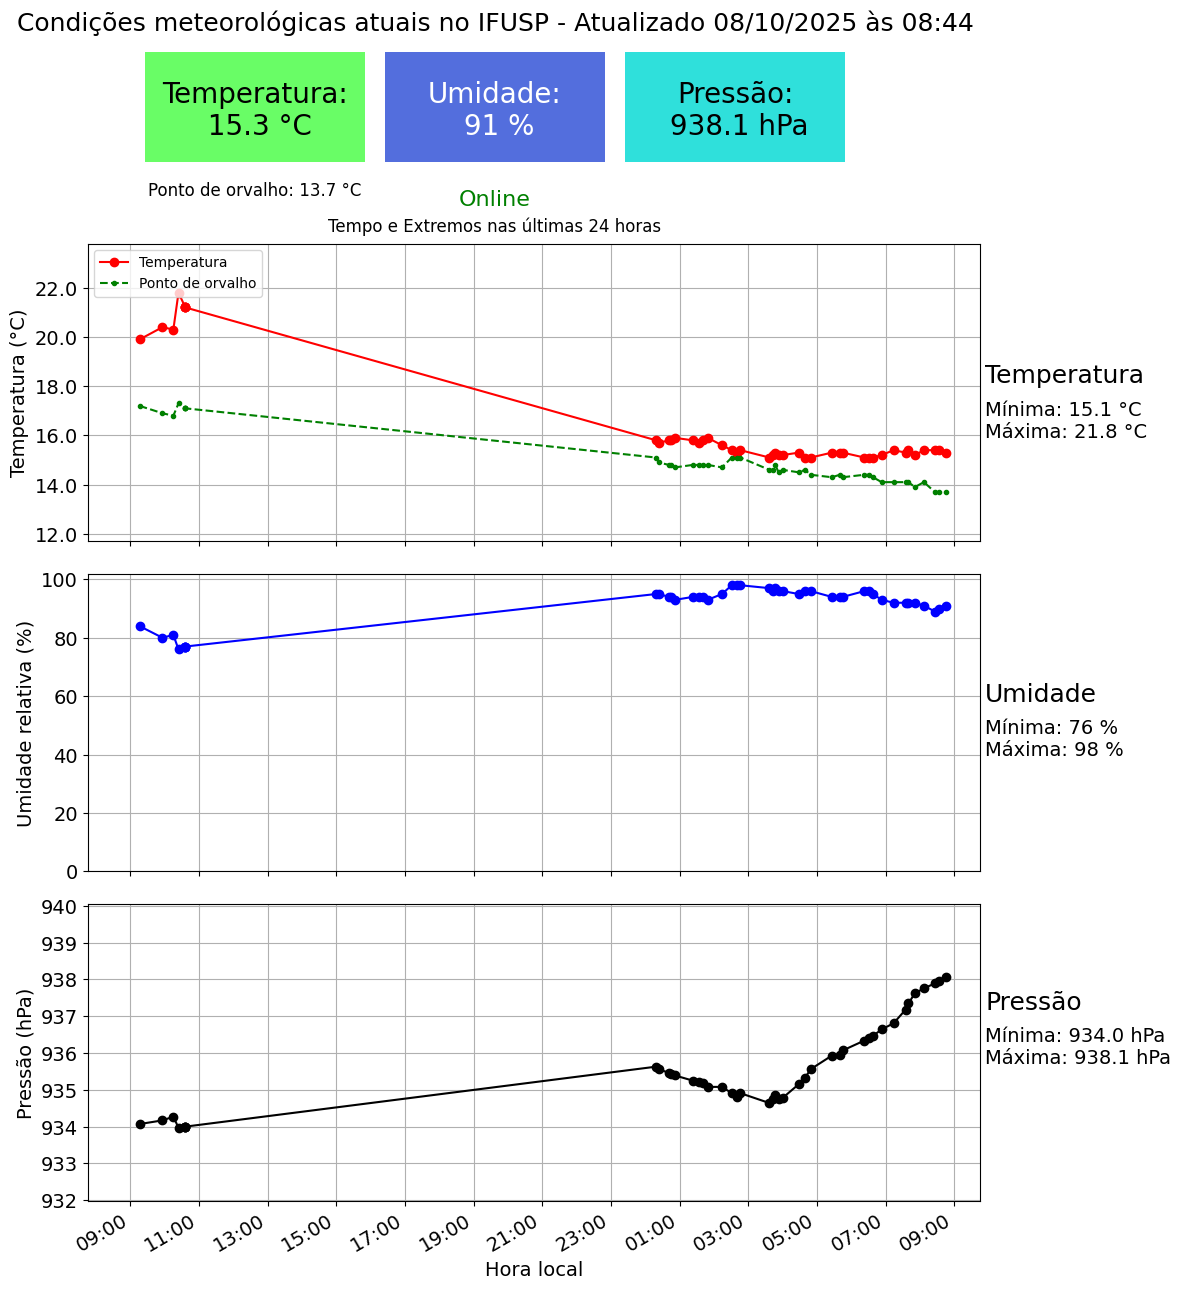 Condições meteorológicas atuais no IFUSP - Atualizado 08/10/2025 às 08:44
Temperatura:
15.3 °C
Umidade:
91 %
Pressão:
938.1 hPa
Ponto de orvalho: 13.7 °C
Online
Tempo e Extremos nas últimas 24 horas
Temperatura
Ponto de orvalho
Temperatura (°C)
22.0
20.0
18.0
16.0
14.0
12.0
Temperatura
Mínima: 15.1 °C
Máxima: 21.8 °C
Umidade relativa (%)
100
80
60
40
20
0
Umidade
Mínima: 76 %
Máxima: 98 %
Pressão (hPa)
940
939
938
937
936
935
934
933
932
Pressão
Mínima: 934.0 hPa
Máxima: 938.1 hPa
09:00
11:00
13:00
15:00
17:00
19:00
21:00
23:00
01:00
03:00
05:00
07:00
09:00
Hora local